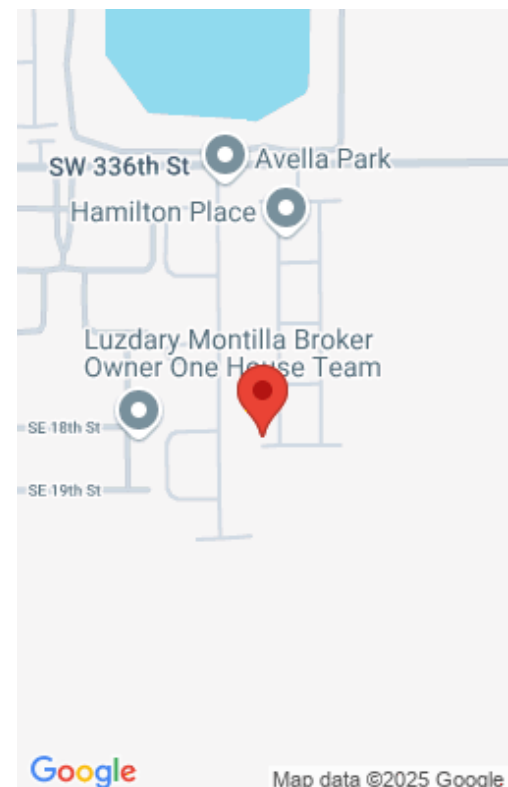 Avella Park
SW 336th St
Hamilton Place
Luzdary Montilla Broker
Owner One House Team
SE 18th St
SE 19th St
Google
Map data ©2025 Google